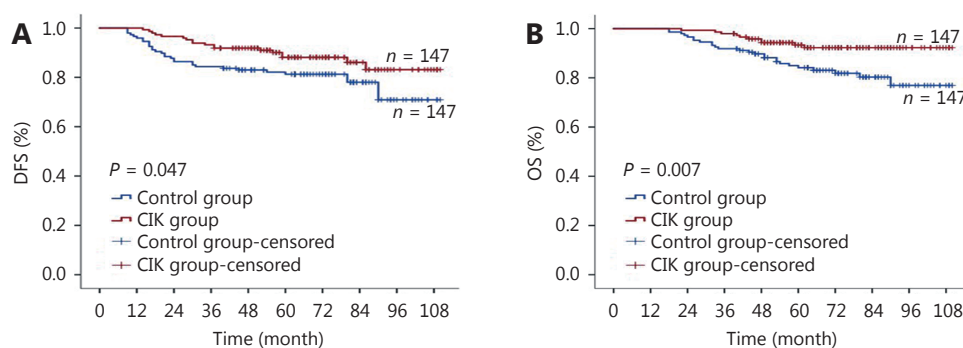 A
1.0
0.8
0.6
0.4
0.2
0.0
DFS (%)
n = 147
n = 147
P = 0.047
Control group
CIK group
Control group-censored
CIK group-censored
0 12 24 36 48 60 72 84 96 108
Time (month)
B
1.0
0.8
0.6
0.4
0.2
0.0
OS (%)
n = 147
n = 147
P = 0.007
Control group
CIK group
Control group-censored
CIK group-censored
0 12 24 36 48 60 72 84 96 108
Time (month)